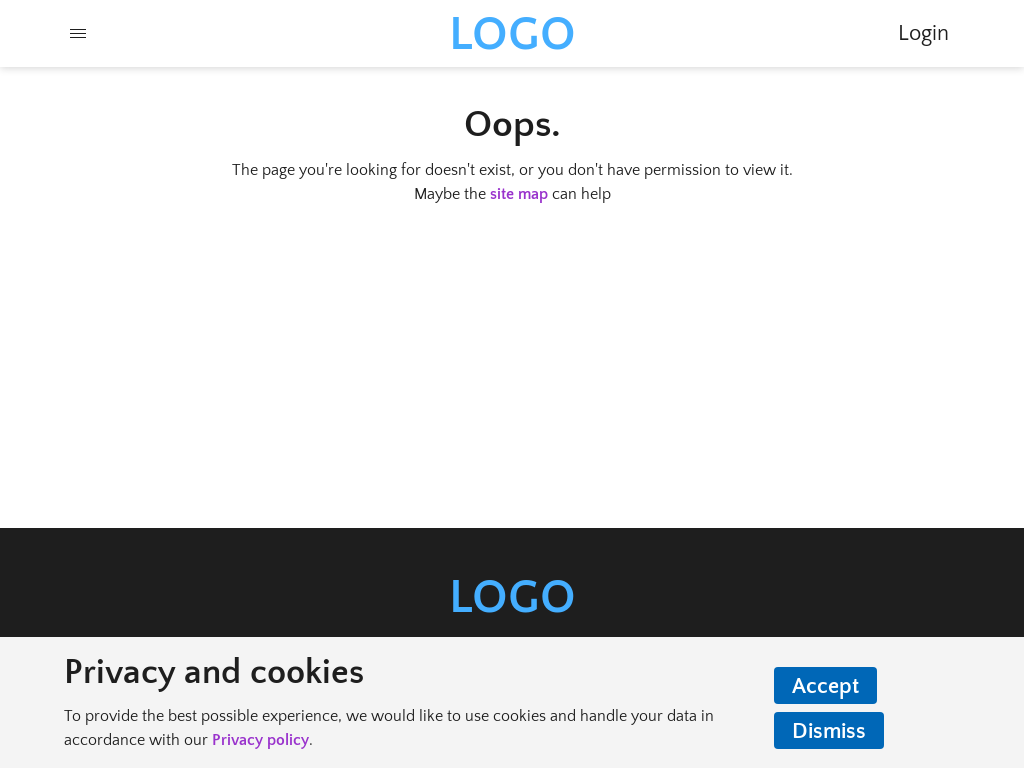 LOGO
Login
Oops.
The page you're looking for doesn't exist, or you don't have permission to view it.
Maybe the site map can help
LOGO
Privacy and cookies
To provide the best possible experience, we would like to use cookies and handle your data in
accordance with our Privacy policy.
Accept
Dismiss